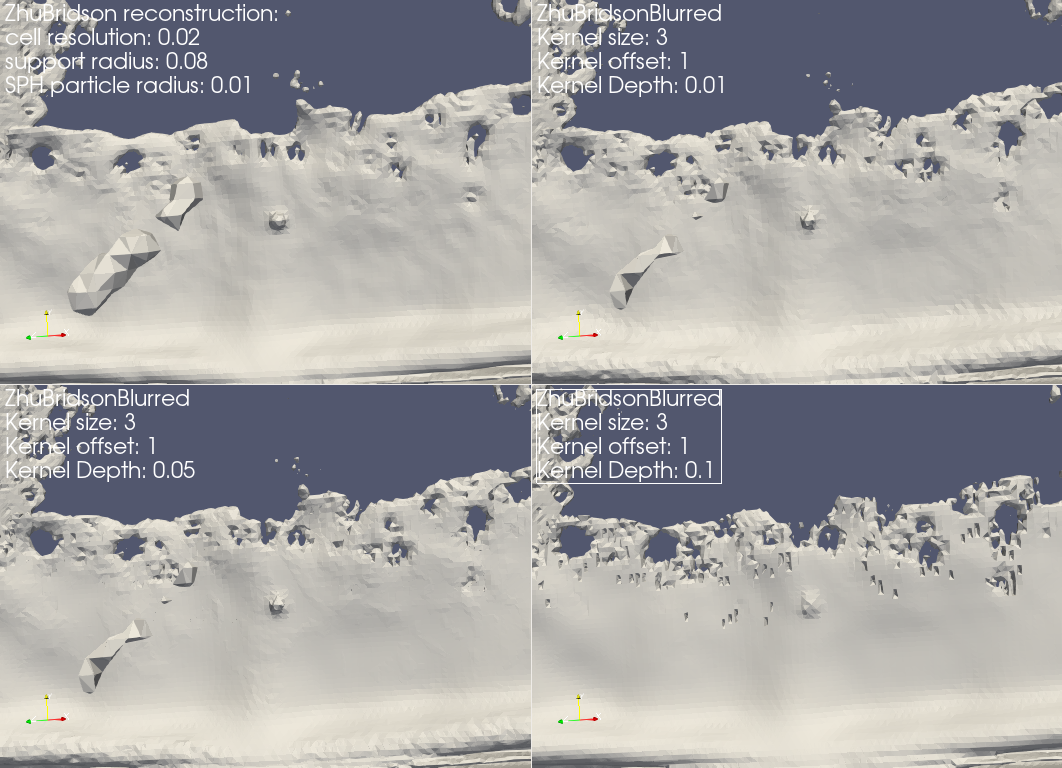 ZhuBridson reconstruction:
cell resolution: 0.02
support radius: 0.08
SPH particle radius: 0.01
ZhuBridsonBlurred
Kernel size: 3
Kernel offset: 1
Kernel Depth: 0.01
ZhuBridsonBlurred
Kernel size: 3
Kernel offset: 1
Kernel Depth: 0.05
ZhuBridsonBlurred
Kernel size: 3
Kernel offset: 1
Kernel Depth: 0.1